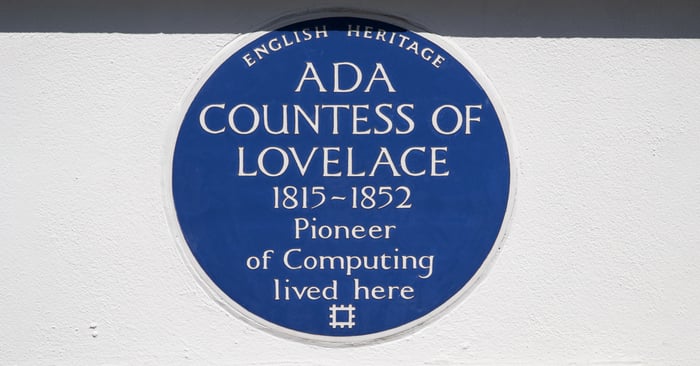 ENGLISH HERITAGE
ADA
COUNTESS OF
LOVELACE
1815~1852
Pioneer
of Computing
lived here